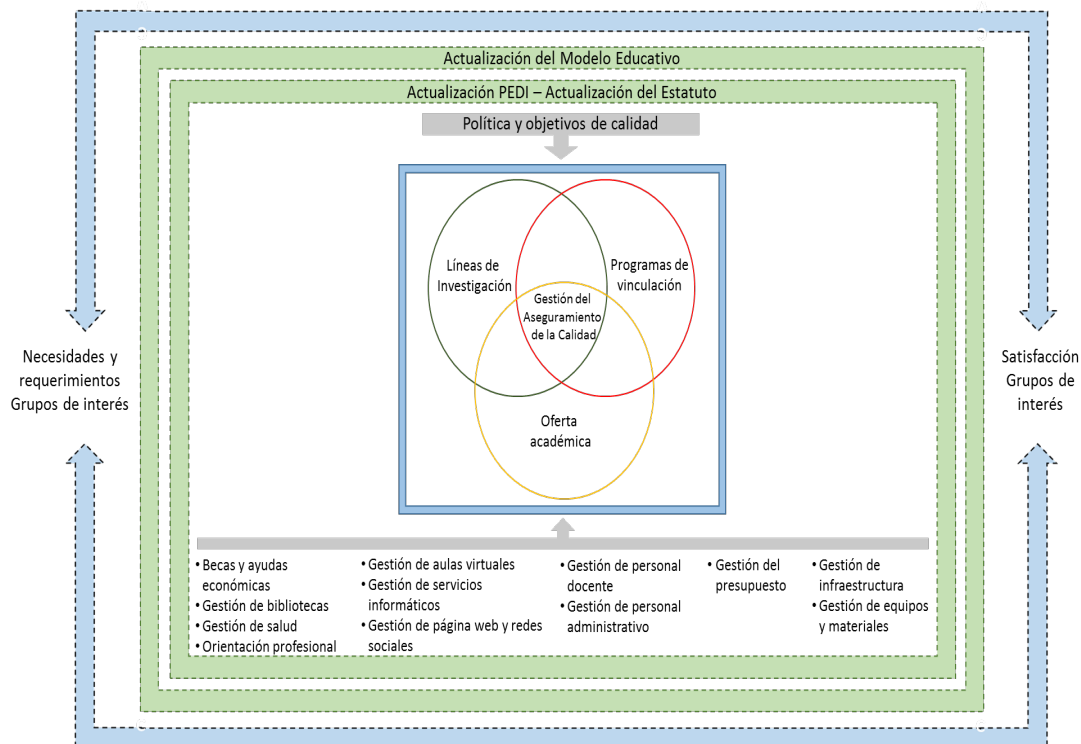 Actualización del Modelo Educativo
Actualización PEDI – Actualización del Estatuto
Política y objetivos de calidad
Líneas de
Investigación
Programas de
vinculación
Gestión del
Aseguramiento
de la Calidad
Oferta
académica
Necesidades y
requerimientos
Grupos de interés
Satisfacción
Grupos de
interés
• Becas y ayudas
económicas
• Gestión de bibliotecas
• Gestión de salud
• Orientación profesional
• Gestión de aulas virtuales
• Gestión de servicios
informáticos
• Gestión de página web y redes
sociales
• Gestión de personal
docente
• Gestión de personal
administrativo
• Gestión del
presupuesto
• Gestión de
infraestructura
• Gestión de equipos
y materiales